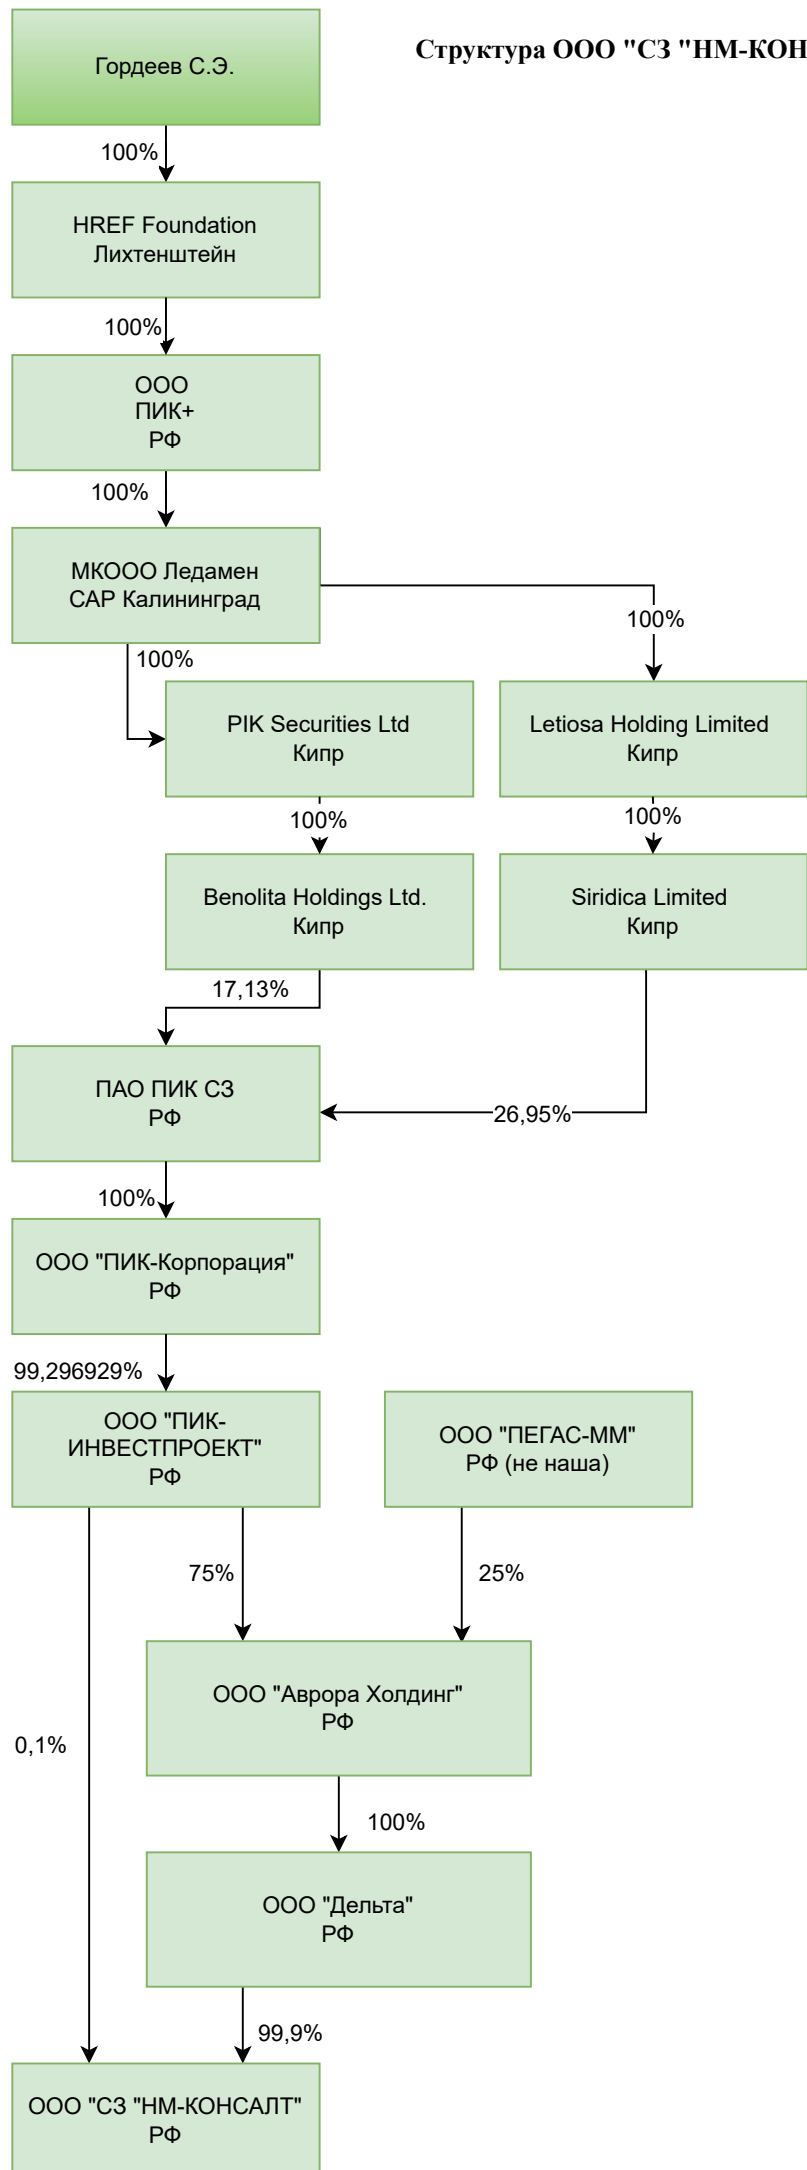 Гордеев С.Э.
Структура ООО "СЗ "НМ-КОН
100%
HREF Foundation
Лихтенштейн
100%
ООО
ПИК+
РФ
100%
МКООО Ледамен
САР Калининград
100%
100%
PIK Securities Ltd
Кипр
Letiosa Holding Limited
Кипр
100%
100%
Benolita Holdings Ltd.
Кипр
Siridica Limited
Кипр
17,13%
ПАО ПИК СЗ
РФ
26,95%
100%
ООО "ПИК-Корпорация"
РФ
99,296929%
ООО "ПИК-
ИНВЕСТПРОЕКТ"
РФ
ООО "ПЕГАС-ММ"
РФ (не наша)
75%
25%
ООО "Аврора Холдинг"
РФ
0,1%
100%
ООО "Дельта"
РФ
99,9%
ООО "СЗ "НМ-КОНСАЛТ"
РФ